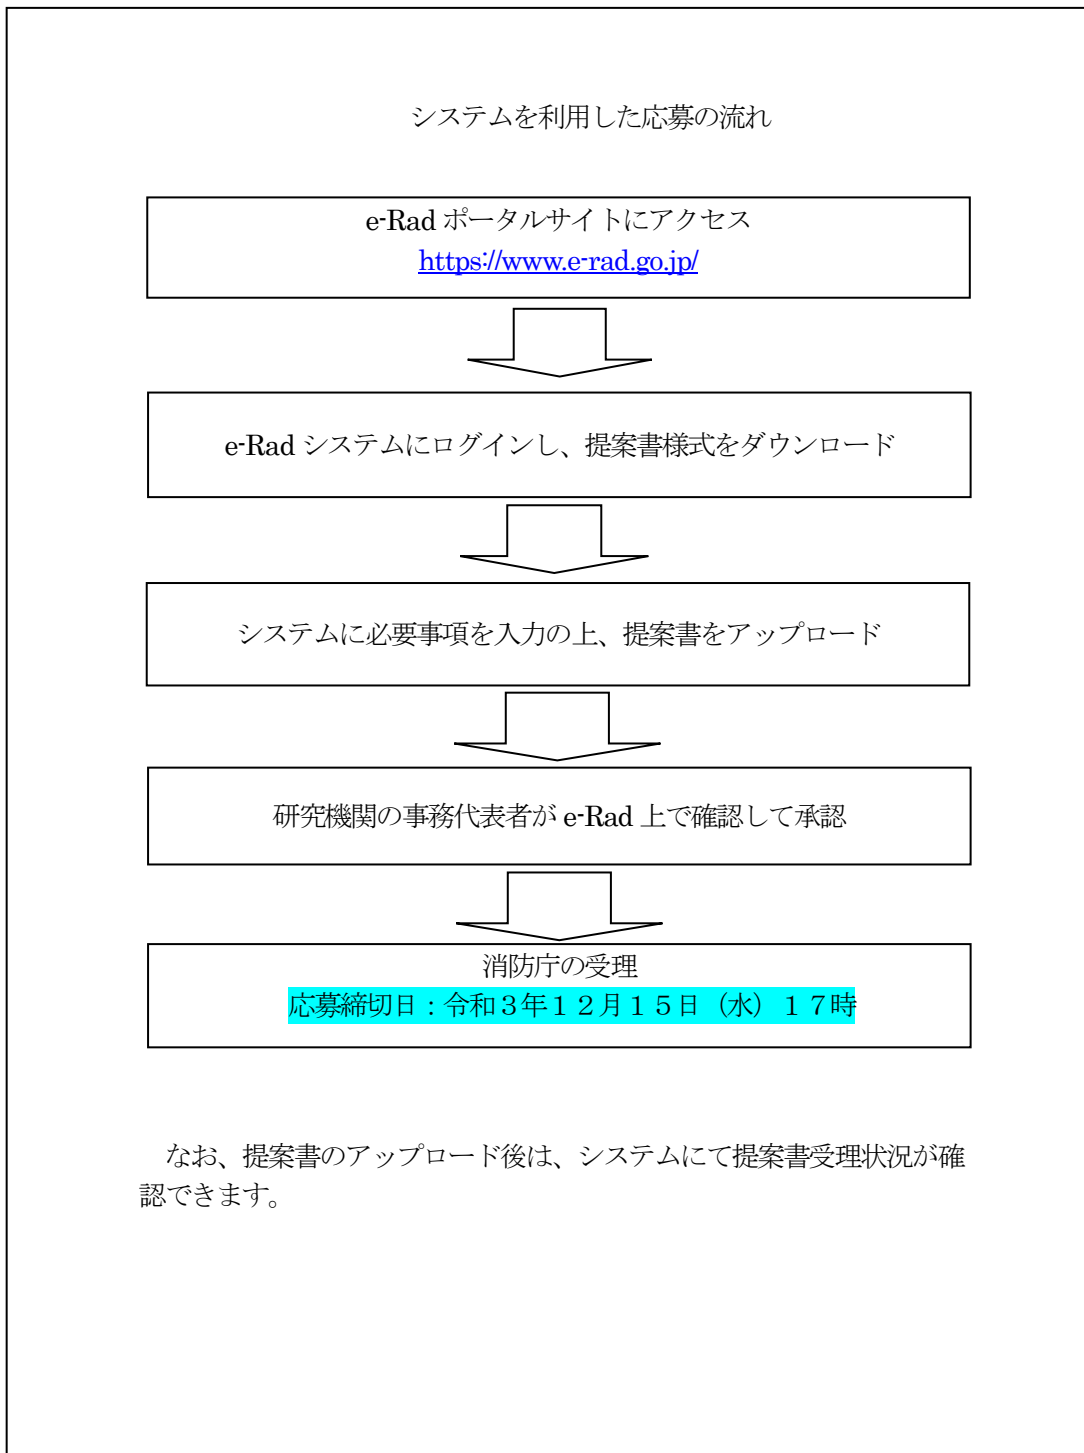 システムを利用した応募の流れ
e-Rad ポータルサイトにアクセス
https://www.e-rad.go.jp/
e-Rad システムにログインし、提案書様式をダウンロード
システムに必要事項を入力の上、提案書をアップロード
研究機関の事務代表者が e-Rad 上で確認して承認
消防庁の受理
応募締切日：令和３年１２月１５日（水）１７時
なお、提案書のアップロード後は、システムにて提案書受理状況が確
認できます。